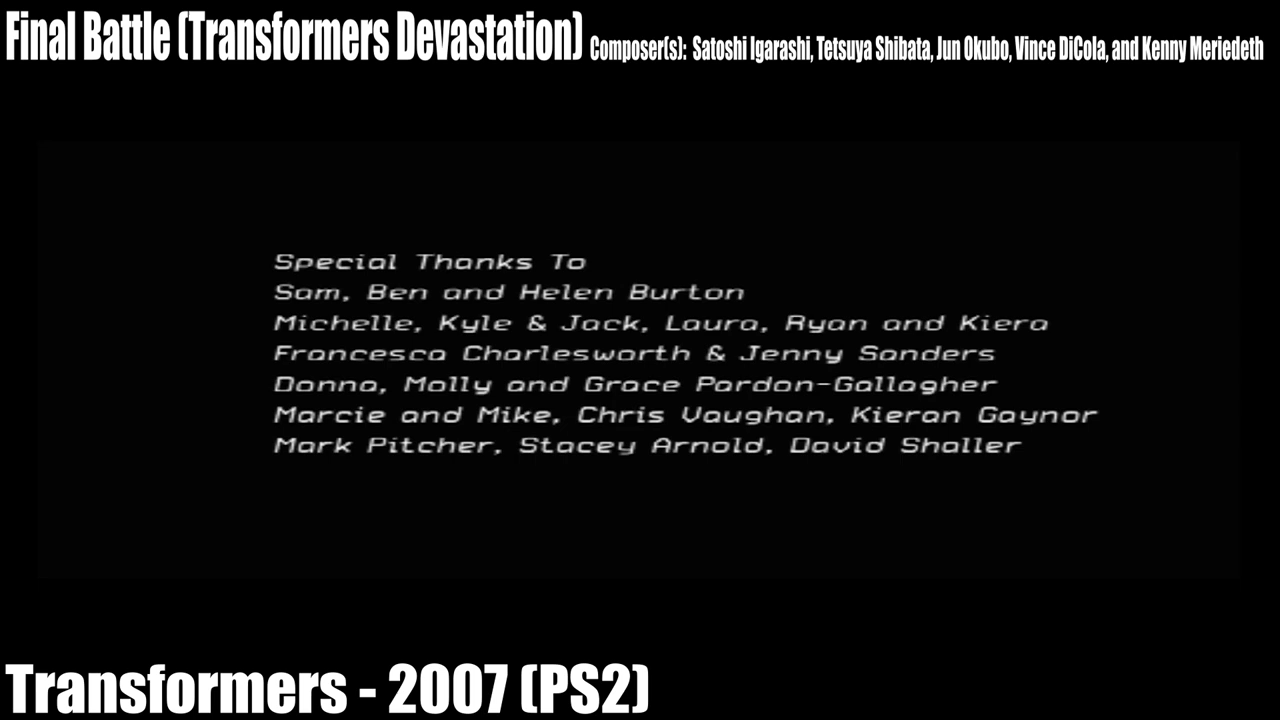 Final Battle (Transformers Devastation) Composer(s): Satoshi Igarashi, Tetsuya Shibata, Jun Okubo, Vince DiCola, and Kenny Meriedeth
Special Thanks To
Sam, Ben and Helen Burton
Michelle, Kyle & Jack, Laura, Ryan and Kiera
Francesca Charlesworth & Jenny Sanders
Donna, Molly and Grace Pardon-Gallagher
Marcie and Mike, Chris Vaughan, Kieran Gaynor
Mark Pitcher, Stacey Arnold, David Shaller
Transformers - 2007 (PS2)